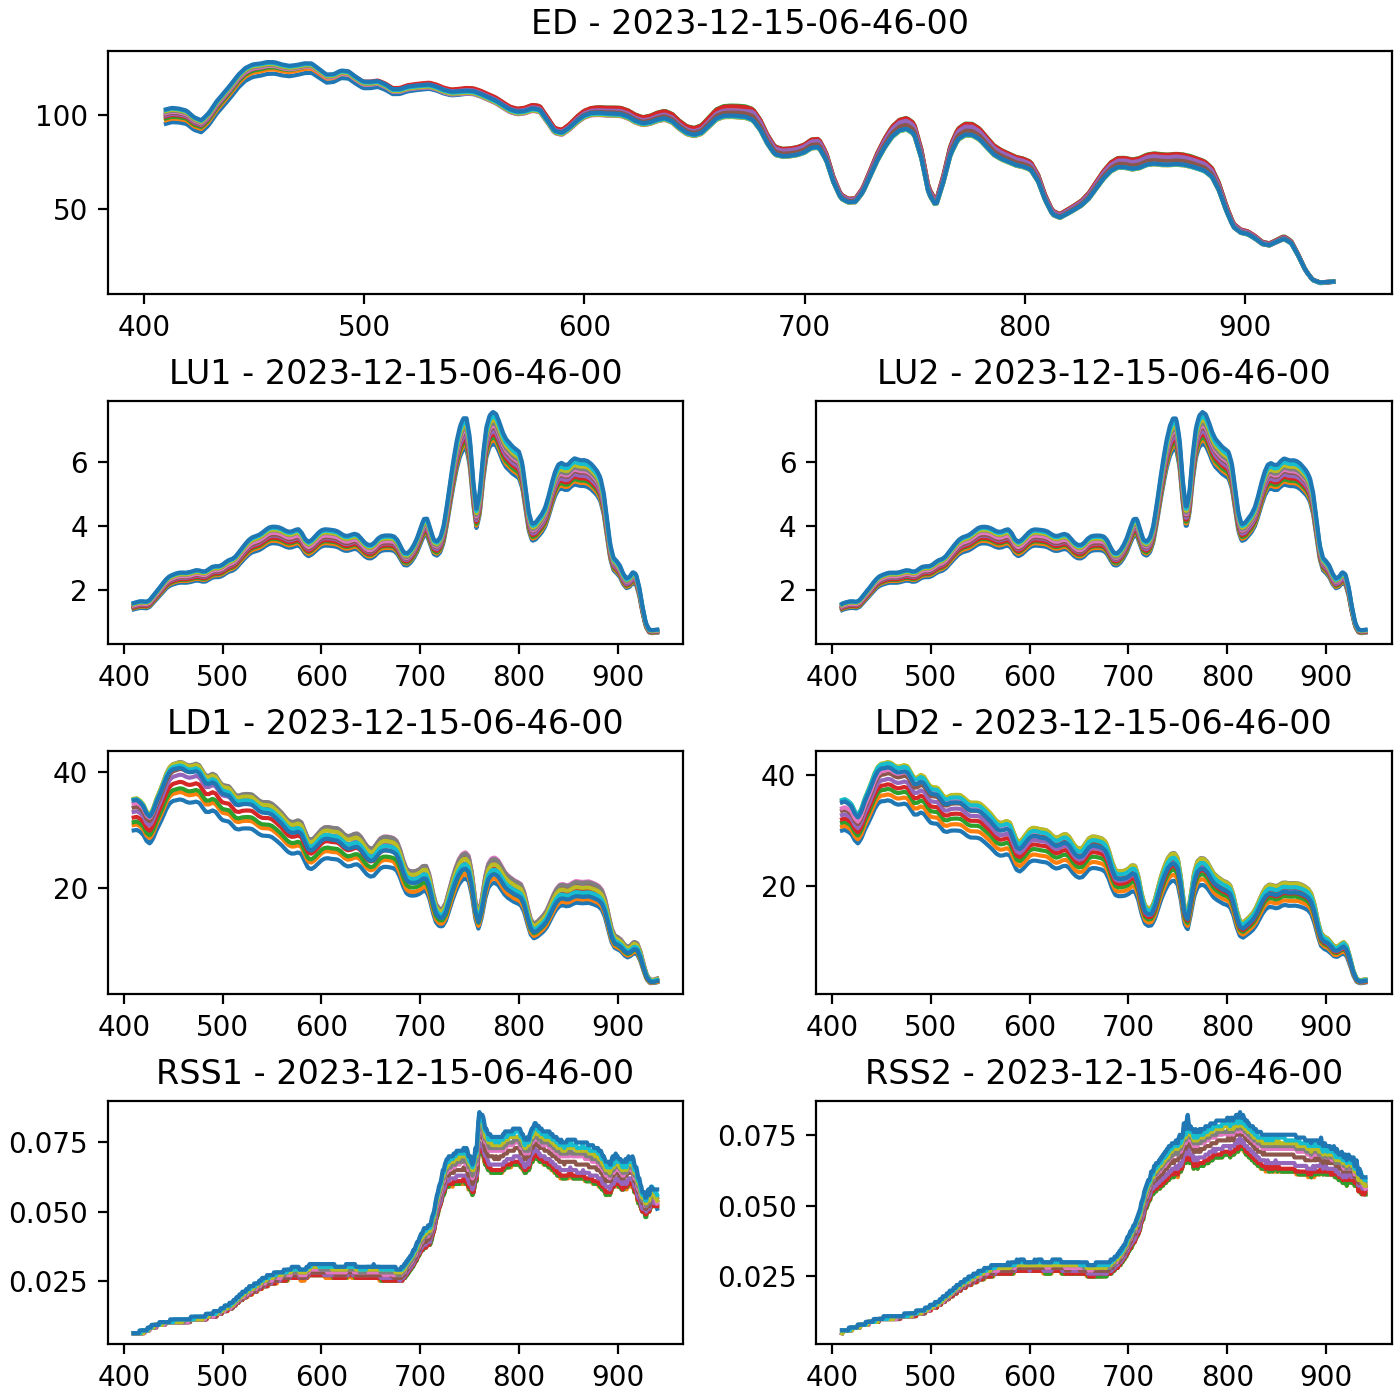 ED - 2023-12-15-06-46-00
100
50
400 500 600 700 800 900
LU1 - 2023-12-15-06-46-00
6
4
2
400 500 600 700 800 900
LU2 - 2023-12-15-06-46-00
6
4
2
400 500 600 700 800 900
LD1 - 2023-12-15-06-46-00
40
20
400 500 600 700 800 900
LD2 - 2023-12-15-06-46-00
40
20
400 500 600 700 800 900
RSS1 - 2023-12-15-06-46-00
0.075
0.050
0.025
400 500 600 700 800 900
RSS2 - 2023-12-15-06-46-00
0.075
0.050
0.025
400 500 600 700 800 900